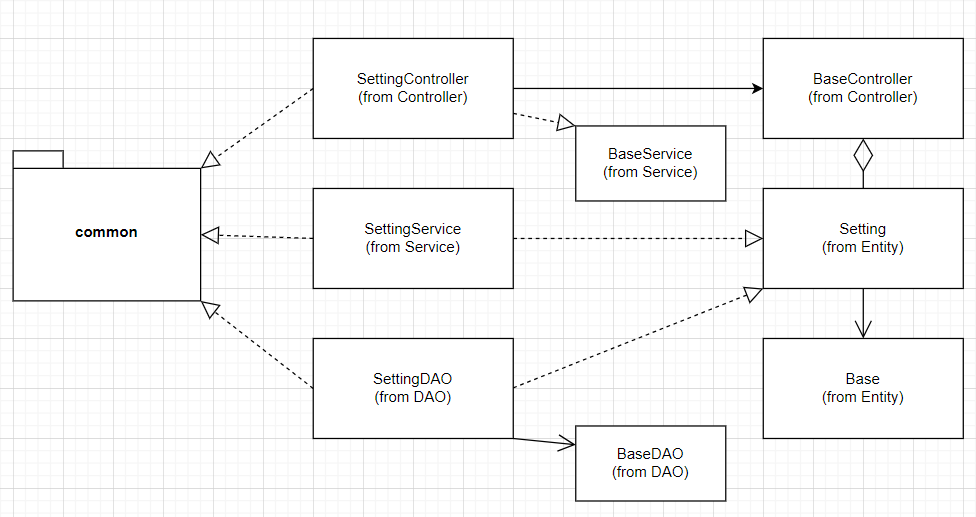 SettingController
(from Controller)
BaseController
(from Controller)
BaseService
(from Service)
common
SettingService
(from Service)
Setting
(from Entity)
SettingDAO
(from DAO)
Base
(from Entity)
BaseDAO
(from DAO)